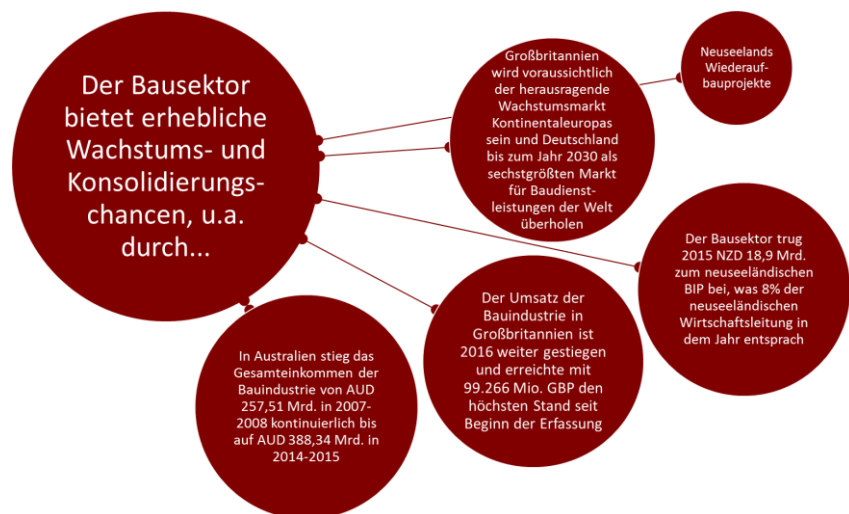 Der Bausektor
bietet erhebliche
Wachstums- und
Konsolidierungs-
chancen, u.a.
durch...
Großbritannien
wird voraussichtlich
der herausragende
Wachstumsmarkt
Kontinentaleuropas
sein und Deutschland
bis zum Jahr 2030 als
sechstgrößten Markt
für Baudienst-
leistungen der Welt
überholen
Neuseelands
Wiederauf-
bauprojekte
Der Bausektor trug
2015 NZD 18,9 Mrd.
zum neuseeländischen
BIP bei, was 8% der
neuseeländischen
Wirtschaftsleitung in
dem Jahr entsprach
Der Umsatz der
Bauindustrie in
Großbritannien ist
2016 weiter gestiegen
und erreichte mit
99.266 Mio. GBP den
höchsten Stand seit
Beginn der Erfassung
In Australien stieg das
Gesamteinkommen der
Bauindustrie von AUD
257,51 Mrd. in 2007-
2008 kontinuierlich bis
auf AUD 388,34 Mrd. in
2014-2015